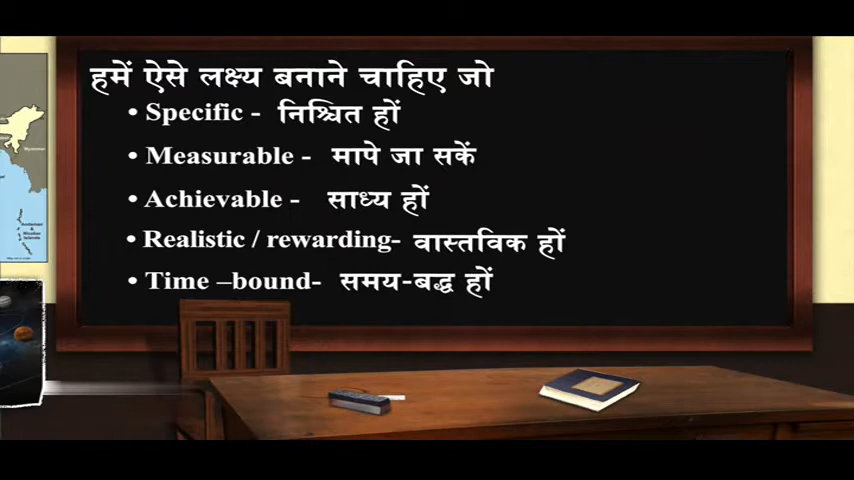 हमें ऐसे लक्ष्य बनाने चाहिए जो
• Specific - निश्चित हों
• Measurable - मापे जा सकें
• Achievable - साध्य हों
• Realistic / rewarding- वास्तविक हों
• Time –bound- समय-बद्ध हों